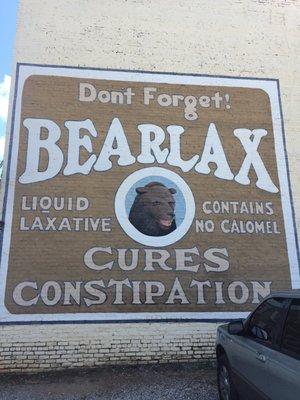 Dont Forget!
BEARLAX
LIQUID LAXATIVE
CONTAINS NO CALOMEL
CURES
CONSTIPATION